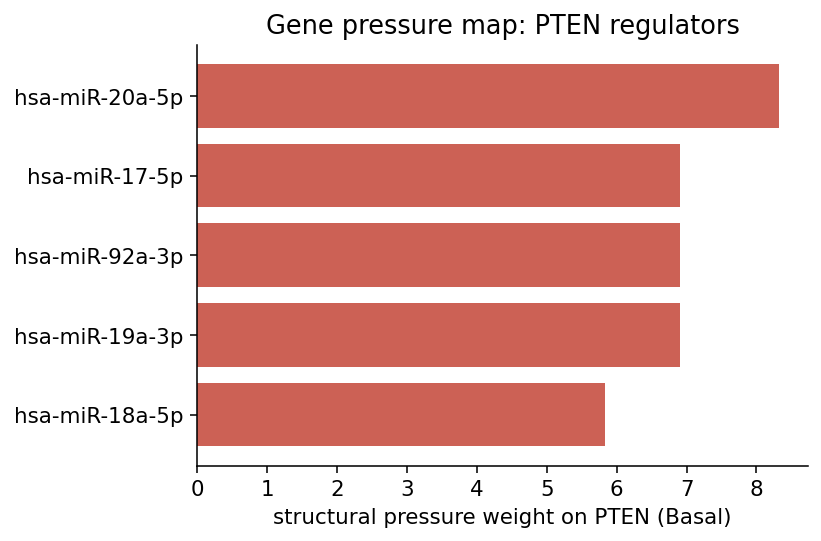 Gene pressure map: PTEN regulators
hsa-miR-20a-5p
hsa-miR-17-5p
hsa-miR-92a-3p
hsa-miR-19a-3p
hsa-miR-18a-5p
0 1 2 3 4 5 6 7 8
structural pressure weight on PTEN (Basal)